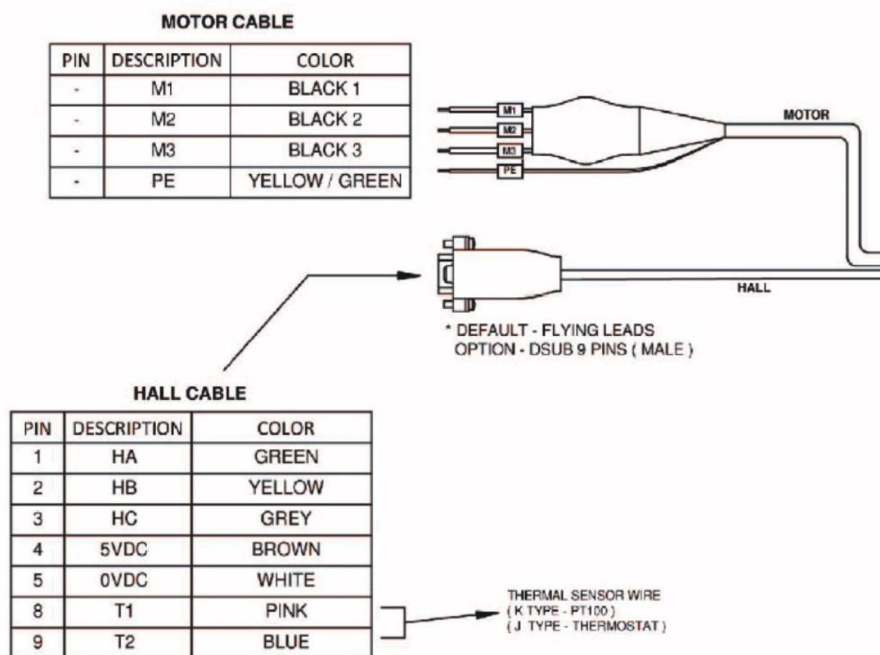 MOTOR CABLE
PIN DESCRIPTION COLOR
- M1 BLACK 1
- M2 BLACK 2
- M3 BLACK 3
- PE YELLOW / GREEN
M1
M2
M3
PE
MOTOR
HALL
* DEFAULT - FLYING LEADS
OPTION - DSUB 9 PINS ( MALE )
HALL CABLE
PIN DESCRIPTION COLOR
1 HA GREEN
2 HB YELLOW
3 HC GREY
4 5VDC BROWN
5 0VDC WHITE
8 T1 PINK
9 T2 BLUE
THERMAL SENSOR WIRE
( K TYPE - PT100 )
( J TYPE - THERMOSTAT )